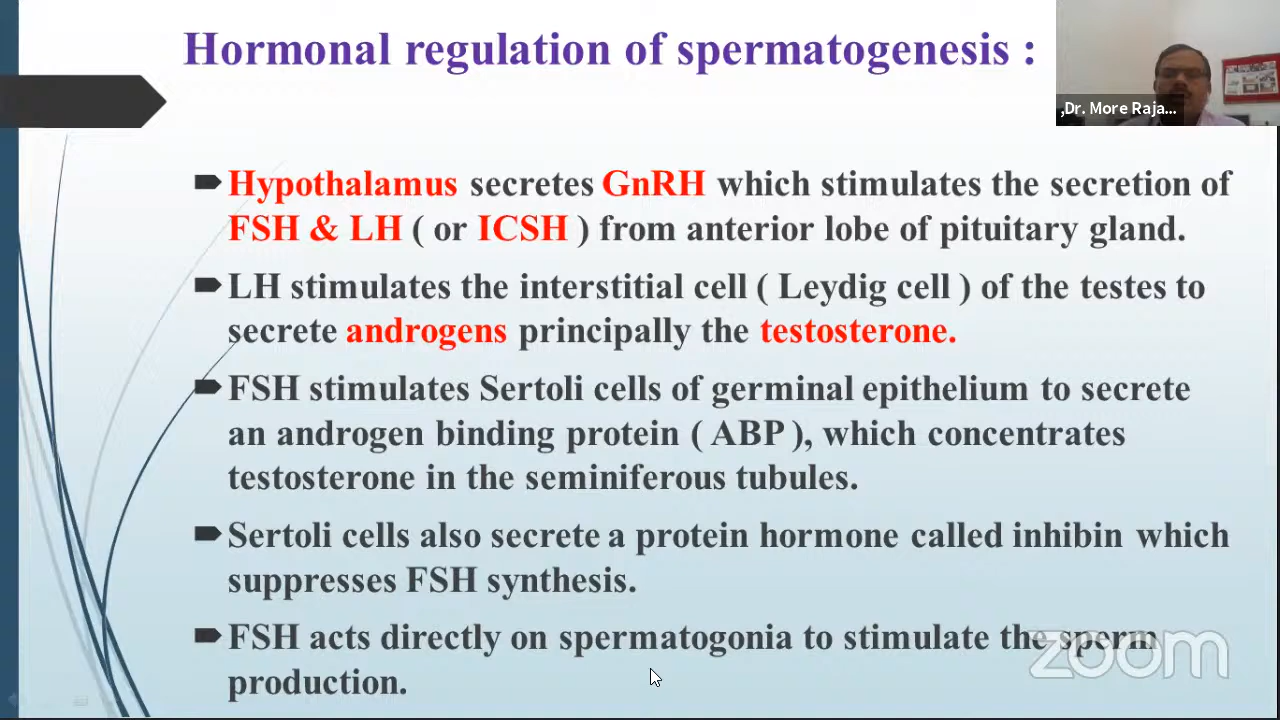 Hormonal regulation of spermatogenesis :
,Dr. More Raja...
Hypothalamus secretes GnRH which stimulates the secretion of
FSH & LH ( or ICSH ) from anterior lobe of pituitary gland.
LH stimulates the interstitial cell ( Leydig cell ) of the testes to
secrete androgens principally the testosterone.
FSH stimulates Sertoli cells of germinal epithelium to secrete
an androgen binding protein ( ABP ), which concentrates
testosterone in the seminiferous tubules.
Sertoli cells also secrete a protein hormone called inhibin which
suppresses FSH synthesis.
FSH acts directly on spermatogonia to stimulate the sperm
production.
zoom